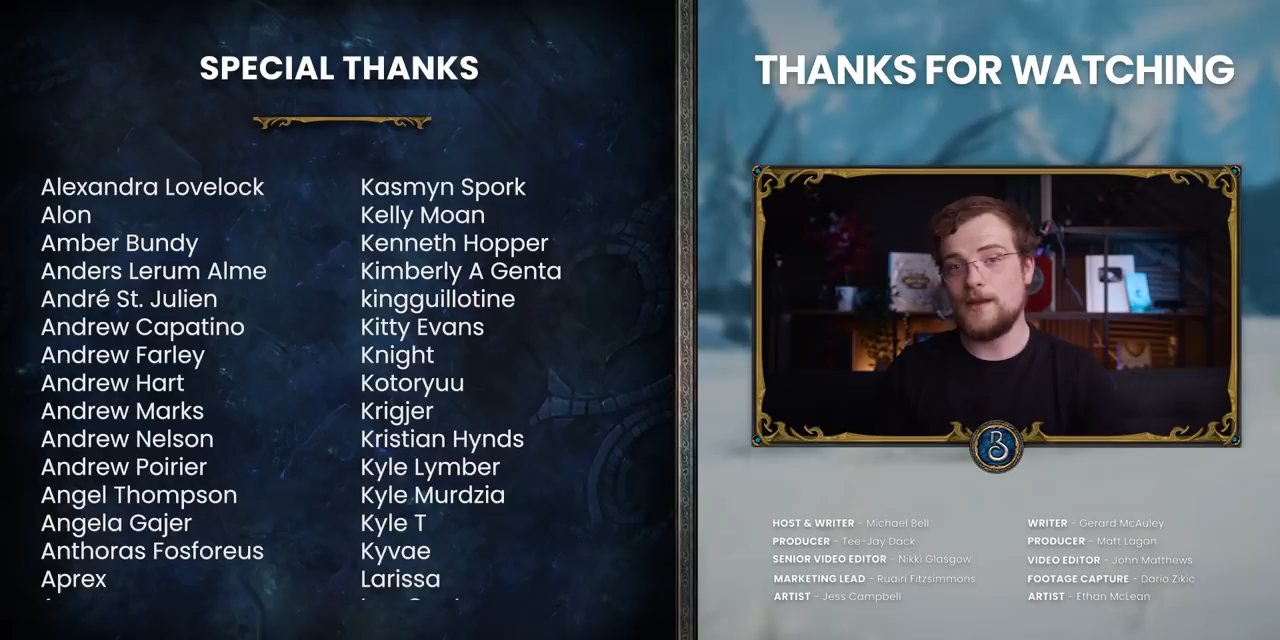 SPECIAL THANKS
Alexandra Lovelock
Alon
Amber Bundy
Anders Lerum Alme
André St. Julien
Andrew Capatino
Andrew Farley
Andrew Hart
Andrew Marks
Andrew Nelson
Andrew Poirier
Angel Thompson
Angela Gajer
Anthoras Fosforeus
Aprex
Kasmyn Spork
Kelly Moan
Kenneth Hopper
Kimberly A Genta
kingguillotine
Kitty Evans
Knight
Kotoryuu
Krigjer
Kristian Hynds
Kyle Lymber
Kyle Murdzia
Kyle T
Kyvae
Larissa
THANKS FOR WATCHING
HOST & WRITER - Michael Bell
PRODUCER - Tee-Jay Dack
SENIOR VIDEO EDITOR - Nikki Glasgow
MARKETING LEAD - Ruairi Fitzsimmons
ARTIST - Jess Campbell
WRITER - Gerard McAuley
PRODUCER - Matt Logan
VIDEO EDITOR - John Matthews
FOOTAGE CAPTURE - Dario Zikic
ARTIST - Ethan McLean